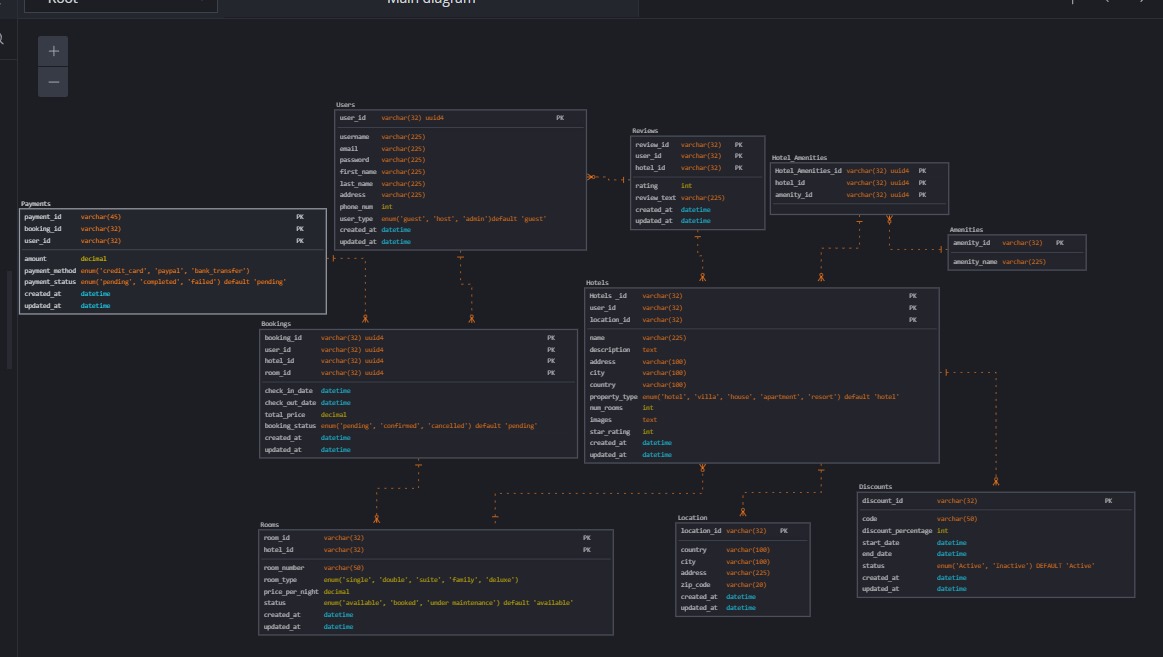 Root
Main diagram
Users
user_id varchar(32) uuid4 PK
username varchar(225)
email varchar(225)
password varchar(225)
first_name varchar(225)
last_name varchar(225)
address varchar(225)
phone_num int
user_type enum('guest', 'host', 'admin')default 'guest'
created_at datetime
updated_at datetime
Reviews
review_id varchar(32) PK
user_id varchar(32) PK
hotel_id varchar(32) PK
rating int
review_text varchar(225)
created_at datetime
updated_at datetime
Hotel_Amenities
Hotel_Amenities_id varchar(32) uuid4 PK
hotel_id varchar(32) uuid4 PK
amenity_id varchar(32) uuid4 PK
Amenities
amenity_id varchar(32) PK
amenity_name varchar(225)
Payments
payment_id varchar(45) PK
booking_id varchar(32) PK
user_id varchar(32) PK
amount decimal
payment_method enum('credit_card', 'paypal', 'bank_transfer')
payment_status enum('pending', 'completed', 'failed') default 'pending'
created_at datetime
updated_at datetime
Bookings
booking_id varchar(32) uuid4 PK
user_id varchar(32) uuid4 PK
hotel_id varchar(32) uuid4 PK
room_id varchar(32) uuid4 PK
check_in_date datetime
check_out_date datetime
total_price decimal
booking_status enum('pending', 'confirmed', 'cancelled') default 'pending'
created_at datetime
updated_at datetime
Hotels
Hotels _id varchar(32) PK
user_id varchar(32) PK
location_id varchar(32) PK
name varchar(225)
description text
address varchar(100)
city varchar(100)
country varchar(100)
property_type enum('hotel', 'villa', 'house', 'apartment', 'resort') default 'hotel'
num_rooms int
images text
star_rating int
created_at datetime
updated_at datetime
Rooms
room_id varchar(32) PK
hotel_id varchar(32) PK
room_number varchar(50)
room_type enum('single', 'double', 'suite', 'family', 'deluxe')
price_per_night decimal
status enum('available', 'booked', 'under maintenance') default 'available'
created_at datetime
updated_at datetime
Location
location_id varchar(32) PK
country varchar(100)
city varchar(100)
address varchar(225)
zip_code varchar(20)
created_at datetime
updated_at datetime
Discounts
discount_id varchar(32) PK
code varchar(50)
discount_percentage int
start_date datetime
end_date datetime
status enum('Active', 'Inactive') DEFAULT 'Active'
created_at datetime
updated_at datetime